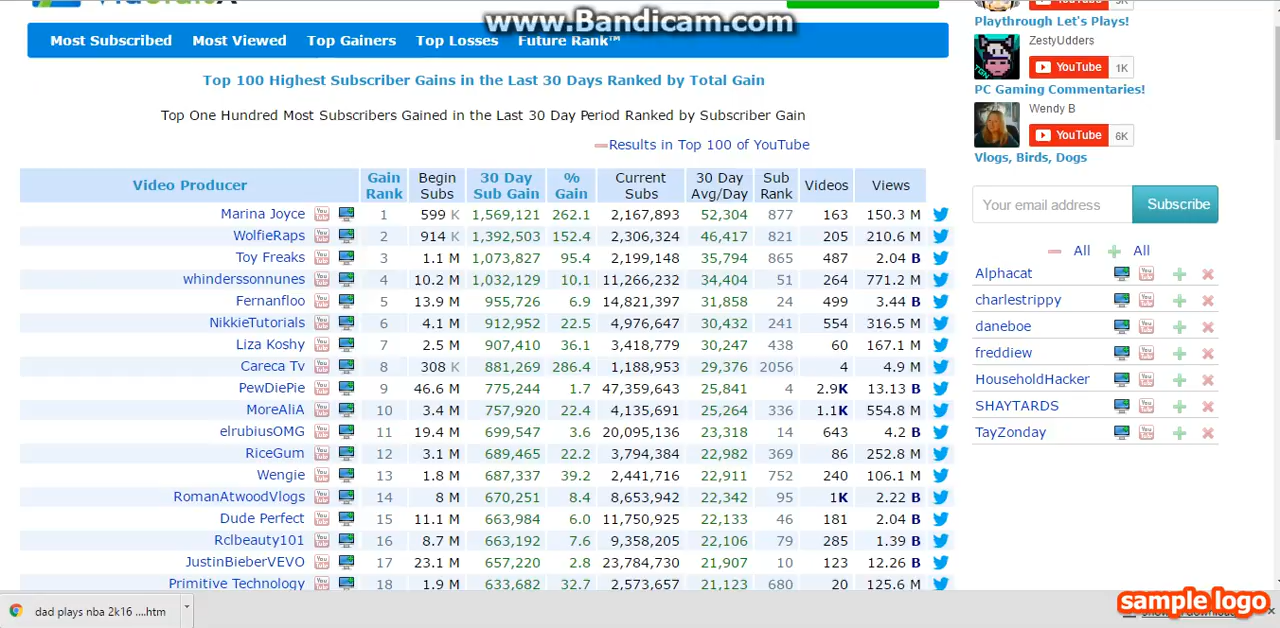 www.Bandicam.com
Most Subscribed Most Viewed Top Gainers Top Losses Future Rank™
Top 100 Highest Subscriber Gains in the Last 30 Days Ranked by Total Gain
Top One Hundred Most Subscribers Gained in the Last 30 Day Period Ranked by Subscriber Gain
Results in Top 100 of YouTube
Video Producer Gain Rank Begin Subs 30 Day Sub Gain % Gain Current Subs 30 Day Avg/Day Sub Rank Videos Views
Marina Joyce 1 599 K 1,569,121 262.1 2,167,893 52,304 877 163 150.3 M
WolfieRaps 2 914 K 1,392,503 152.4 2,306,324 46,417 821 205 210.6 M
Toy Freaks 3 1.1 M 1,073,827 95.4 2,199,148 35,794 865 487 2.04 B
whinderssonnunes 4 10.2 M 1,032,129 10.1 11,266,232 34,404 51 264 771.2 M
Fernanfloo 5 13.9 M 955,726 6.9 14,821,397 31,858 24 499 3.44 B
NikkieTutorials 6 4.1 M 912,952 22.5 4,976,647 30,432 241 554 316.5 M
Liza Koshy 7 2.5 M 907,410 36.1 3,418,779 30,247 438 60 167.1 M
Careca Tv 8 308 K 881,269 286.4 1,188,953 29,376 2056 4 4.9 M
PewDiePie 9 46.6 M 775,244 1.7 47,359,643 25,841 4 2.9K 13.13 B
MoreAliA 10 3.4 M 757,920 22.4 4,135,691 25,264 336 1.1K 554.8 M
elrubiusOMG 11 19.4 M 699,547 3.6 20,095,136 23,318 14 643 4.2 B
RiceGum 12 3.1 M 689,465 22.2 3,794,384 22,982 369 86 252.8 M
Wengie 13 1.8 M 687,337 39.2 2,441,716 22,911 752 240 106.1 M
RomanAtwoodVlogs 14 8 M 670,251 8.4 8,653,942 22,342 95 1K 2.22 B
Dude Perfect 15 11.1 M 663,984 6.0 11,750,925 22,133 46 181 2.04 B
Rclbeauty101 16 8.7 M 663,192 7.6 9,358,205 22,106 79 285 1.39 B
JustinBieberVEVO 17 23.1 M 657,220 2.8 23,784,730 21,907 10 123 12.26 B
Primitive Technology 18 1.9 M 633,682 32.7 2,573,657 21,123 680 20 125.6 M
Playthrough Let's Plays!
ZestyUdders
YouTube 1K
PC Gaming Commentaries!
Wendy B
YouTube 6K
Vlogs, Birds, Dogs
Email address Subscribe
All All
Alphacat
charlestrippy
daneboe
freddiew
HouseholdHacker
SHAYTARDS
TayZonday
dad plays nba 2k16 ....htm
sample logo